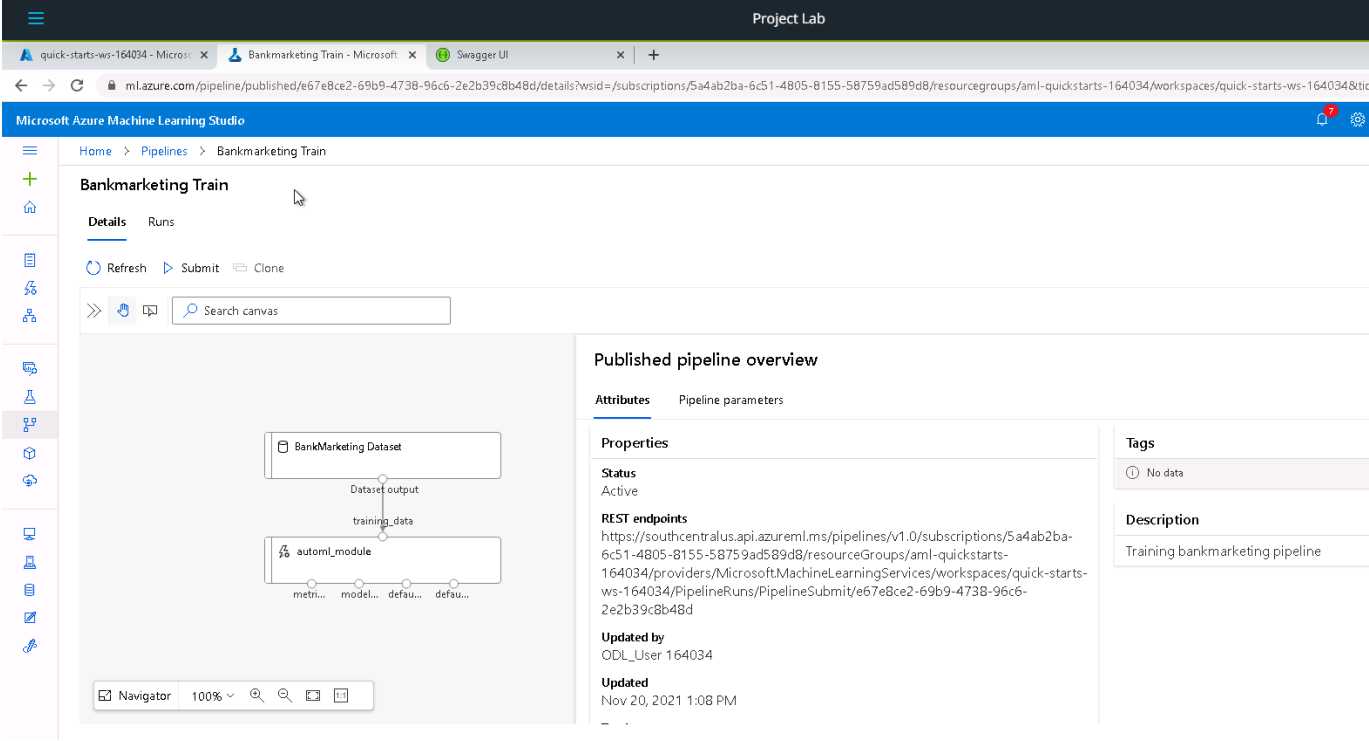 Project Lab
quick-starts-ws-164034 - Microso
Bankmarketing Train - Microsoft
Swagger UI
ml.azure.com/pipeline/published/e67e8ce2-69b9-4738-96c6-2e2b39c8b48d/details?wsid=/subscriptions/5a4ab2ba-6c51-4805-8155-58759ad589d8/resourcegroups/aml-quickstarts-164034/workspaces/quick-starts-ws-164034&tid
Microsoft Azure Machine Learning Studio
7
Home > Pipelines > Bankmarketing Train
Bankmarketing Train
Details Runs
Refresh Submit Clone
Search canvas
BankMarketing Dataset
Dataset output
training_data
automl_module
metri... model... defau... defau...
Navigator 100% 1:1
Published pipeline overview
Attributes Pipeline parameters
Properties
Status
Active
REST endpoints
https://southcentralus.api.azureml.ms/pipelines/v1.0/subscriptions/5a4ab2ba-
6c51-4805-8155-58759ad589d8/resourceGroups/aml-quickstarts-
164034/providers/Microsoft.MachineLearningServices/workspaces/quick-starts-
ws-164034/PipelineRuns/PipelineSubmit/e67e8ce2-69b9-4738-96c6-
2e2b39c8b48d
Updated by
ODL_User 164034
Updated
Nov 20, 2021 1:08 PM
Tags
No data
Description
Training bankmarketing pipeline